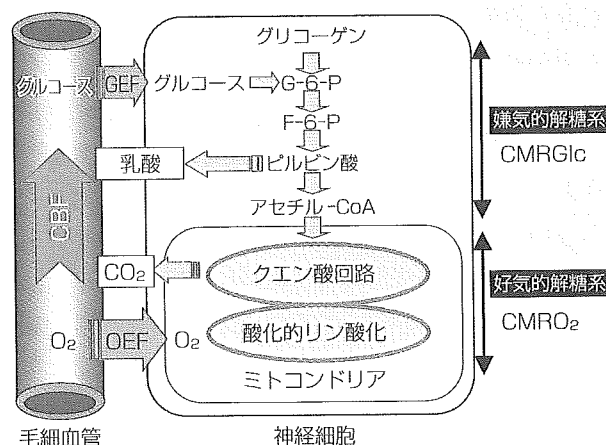 グリコーゲン
グルコース GEF グルコース G-6-P
F-6-P
嫌気的解糖系
乳酸 ピルビン酸
CMRGlc
アセチル-CoA
CBF
CO₂ クエン酸回路
好気的解糖系
O₂ OEF O₂ 酸化的リン酸化
CMRO₂
ミトコンドリア
毛細血管 神経細胞